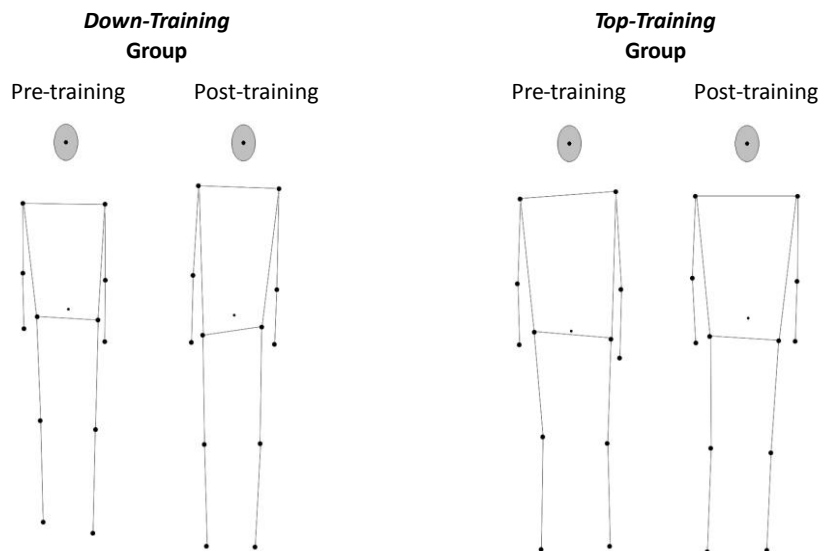 Down-Training
Group
Pre-training
Post-training
Top-Training
Group
Pre-training
Post-training